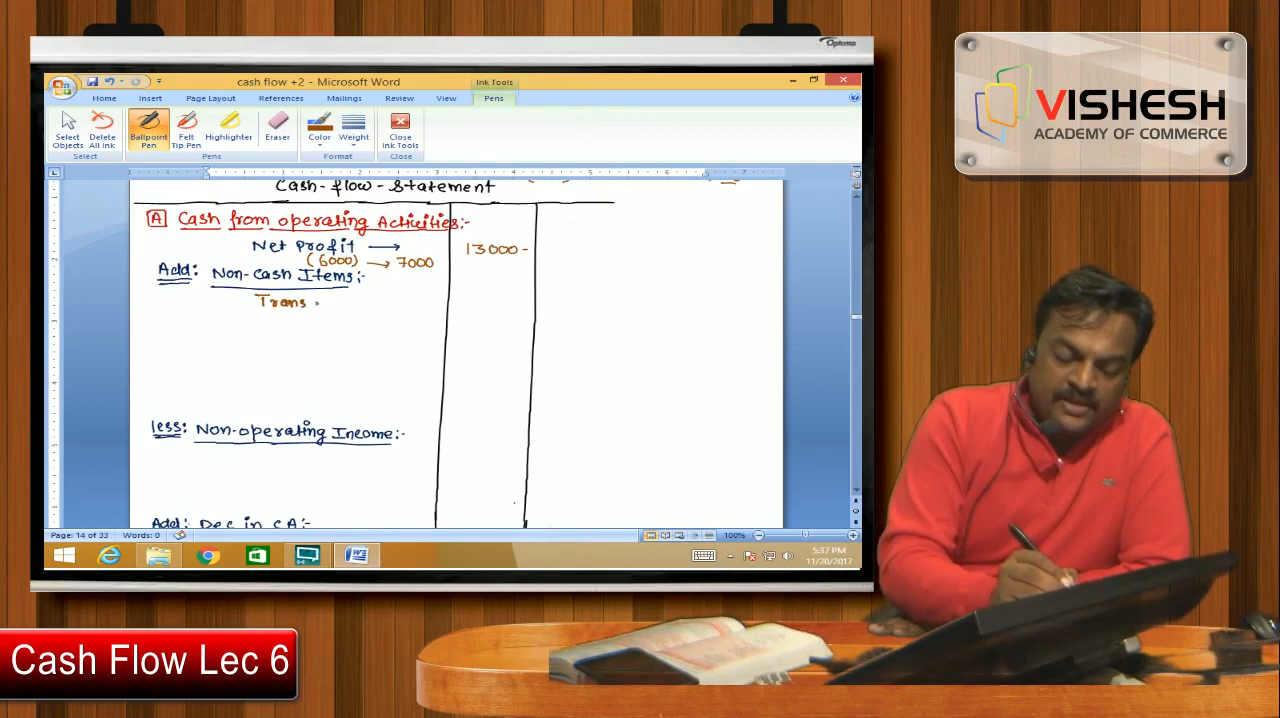 Optoma
cash flow +2 - Microsoft Word
Ink Tools
Home Insert Page Layout References Mailings Review View Pens
Select Objects
Delete All Ink
Ballpoint Pen
Felt Tip Pen
Highlighter
Eraser
Color
Weight
Close Ink Tools
Select Pens Format Close
Cash-flow-Statement
A Cash from operating Activities:-
Net Profit → 13000-
(6000) → 7000
Add: Non-Cash Items:-
Trans
less: Non-operating Income:-
Add: Dec in CA:-
Page: 14 of 33 Words: 0 100%
5:37 PM
11/20/2017
VISHESH
ACADEMY OF COMMERCE
Cash Flow Lec 6